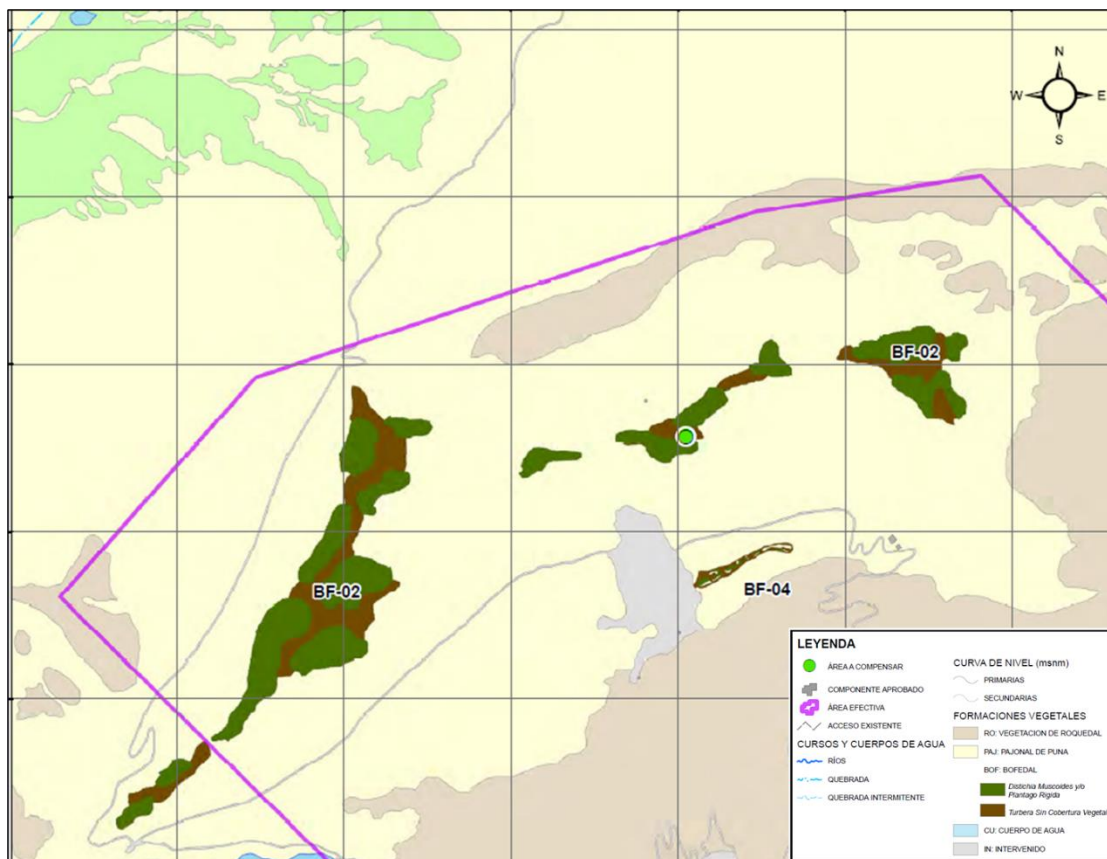 N
W
E
S
BF-02
BF-02
BF-04
LEYENDA
ÁREA A COMPENSAR
COMPONENTE APROBADO
ÁREA EFECTIVA
ACCESO EXISTENTE
CURSOS Y CUERPOS DE AGUA
RÍOS
QUEBRADA
QUEBRADA INTERMITENTE
CURVA DE NIVEL (msnm)
PRIMARIAS
SECUNDARIAS
FORMACIONES VEGETALES
RO: VEGETACION DE ROQUEDAL
PAJ: PAJONAL DE PUNA
BOF: BOFEDAL
Distichia Muscoides y/o
Plantago Rigida
Turbera Sin Cobertura Vegetal
CU: CUERPO DE AGUA
IN: INTERVENIDO